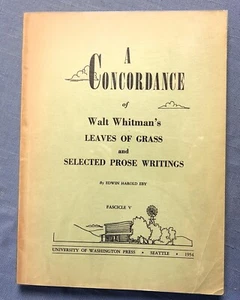 A
CONCORDANCE
of
Walt Whitman's
LEAVES OF GRASS
and
SELECTED PROSE WRITINGS
By EDWIN HAROLD EBY
FASCICLE V
UNIVERSITY OF WASHINGTON PRESS • SEATTLE • 1954